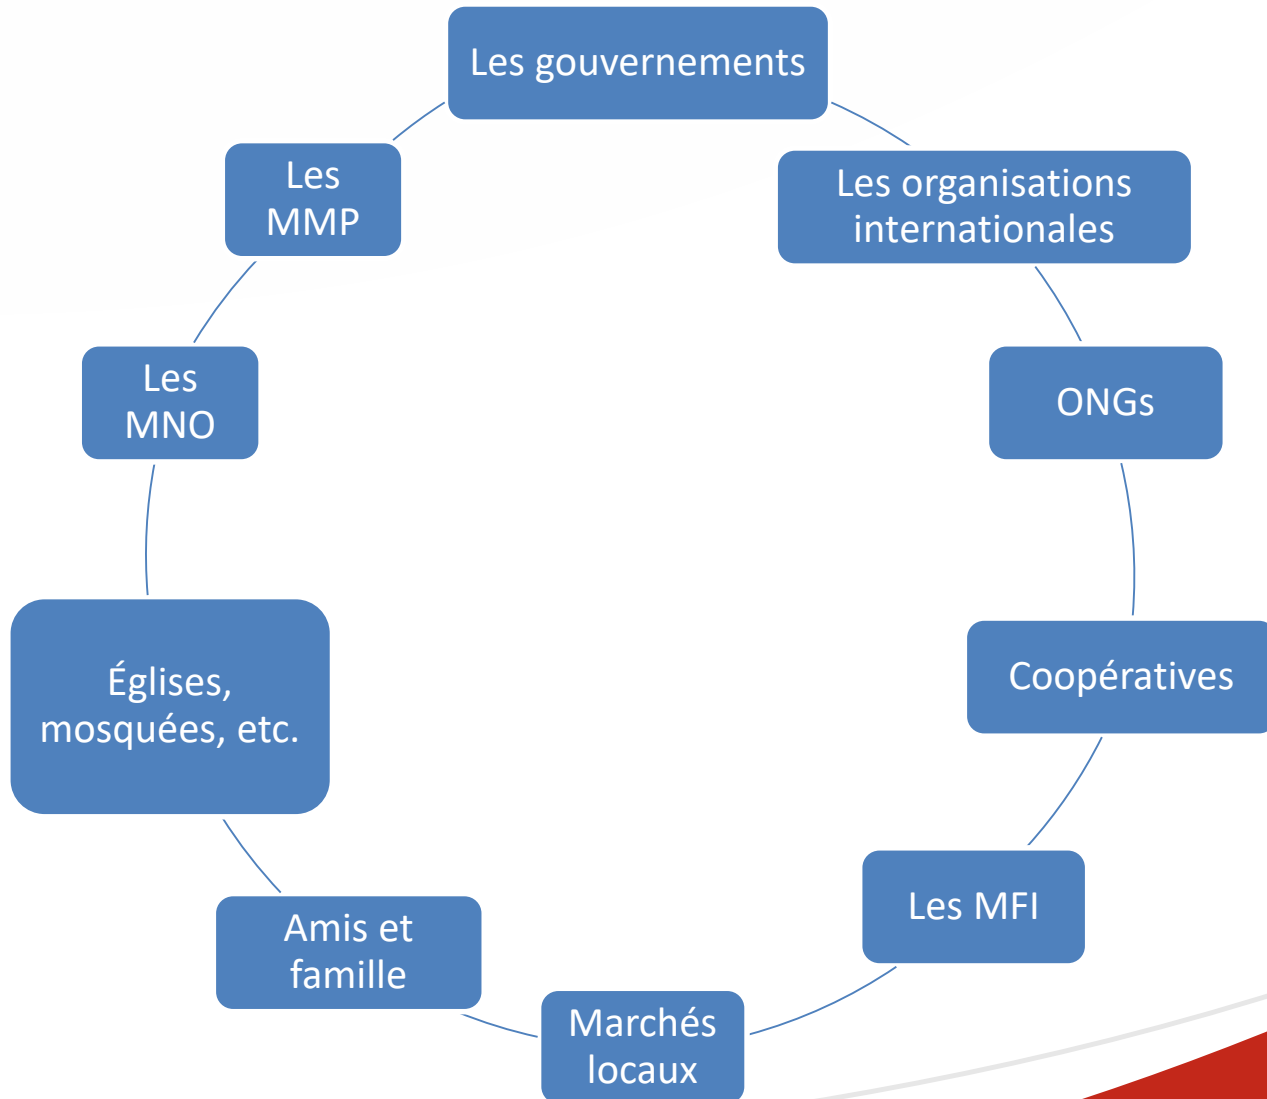 Les gouvernements
Les organisations
internationales
ONGs
Coopératives
Les MFI
Marchés
locaux
Amis et
famille
Églises,
mosquées, etc.
Les
MNO
Les
MMP